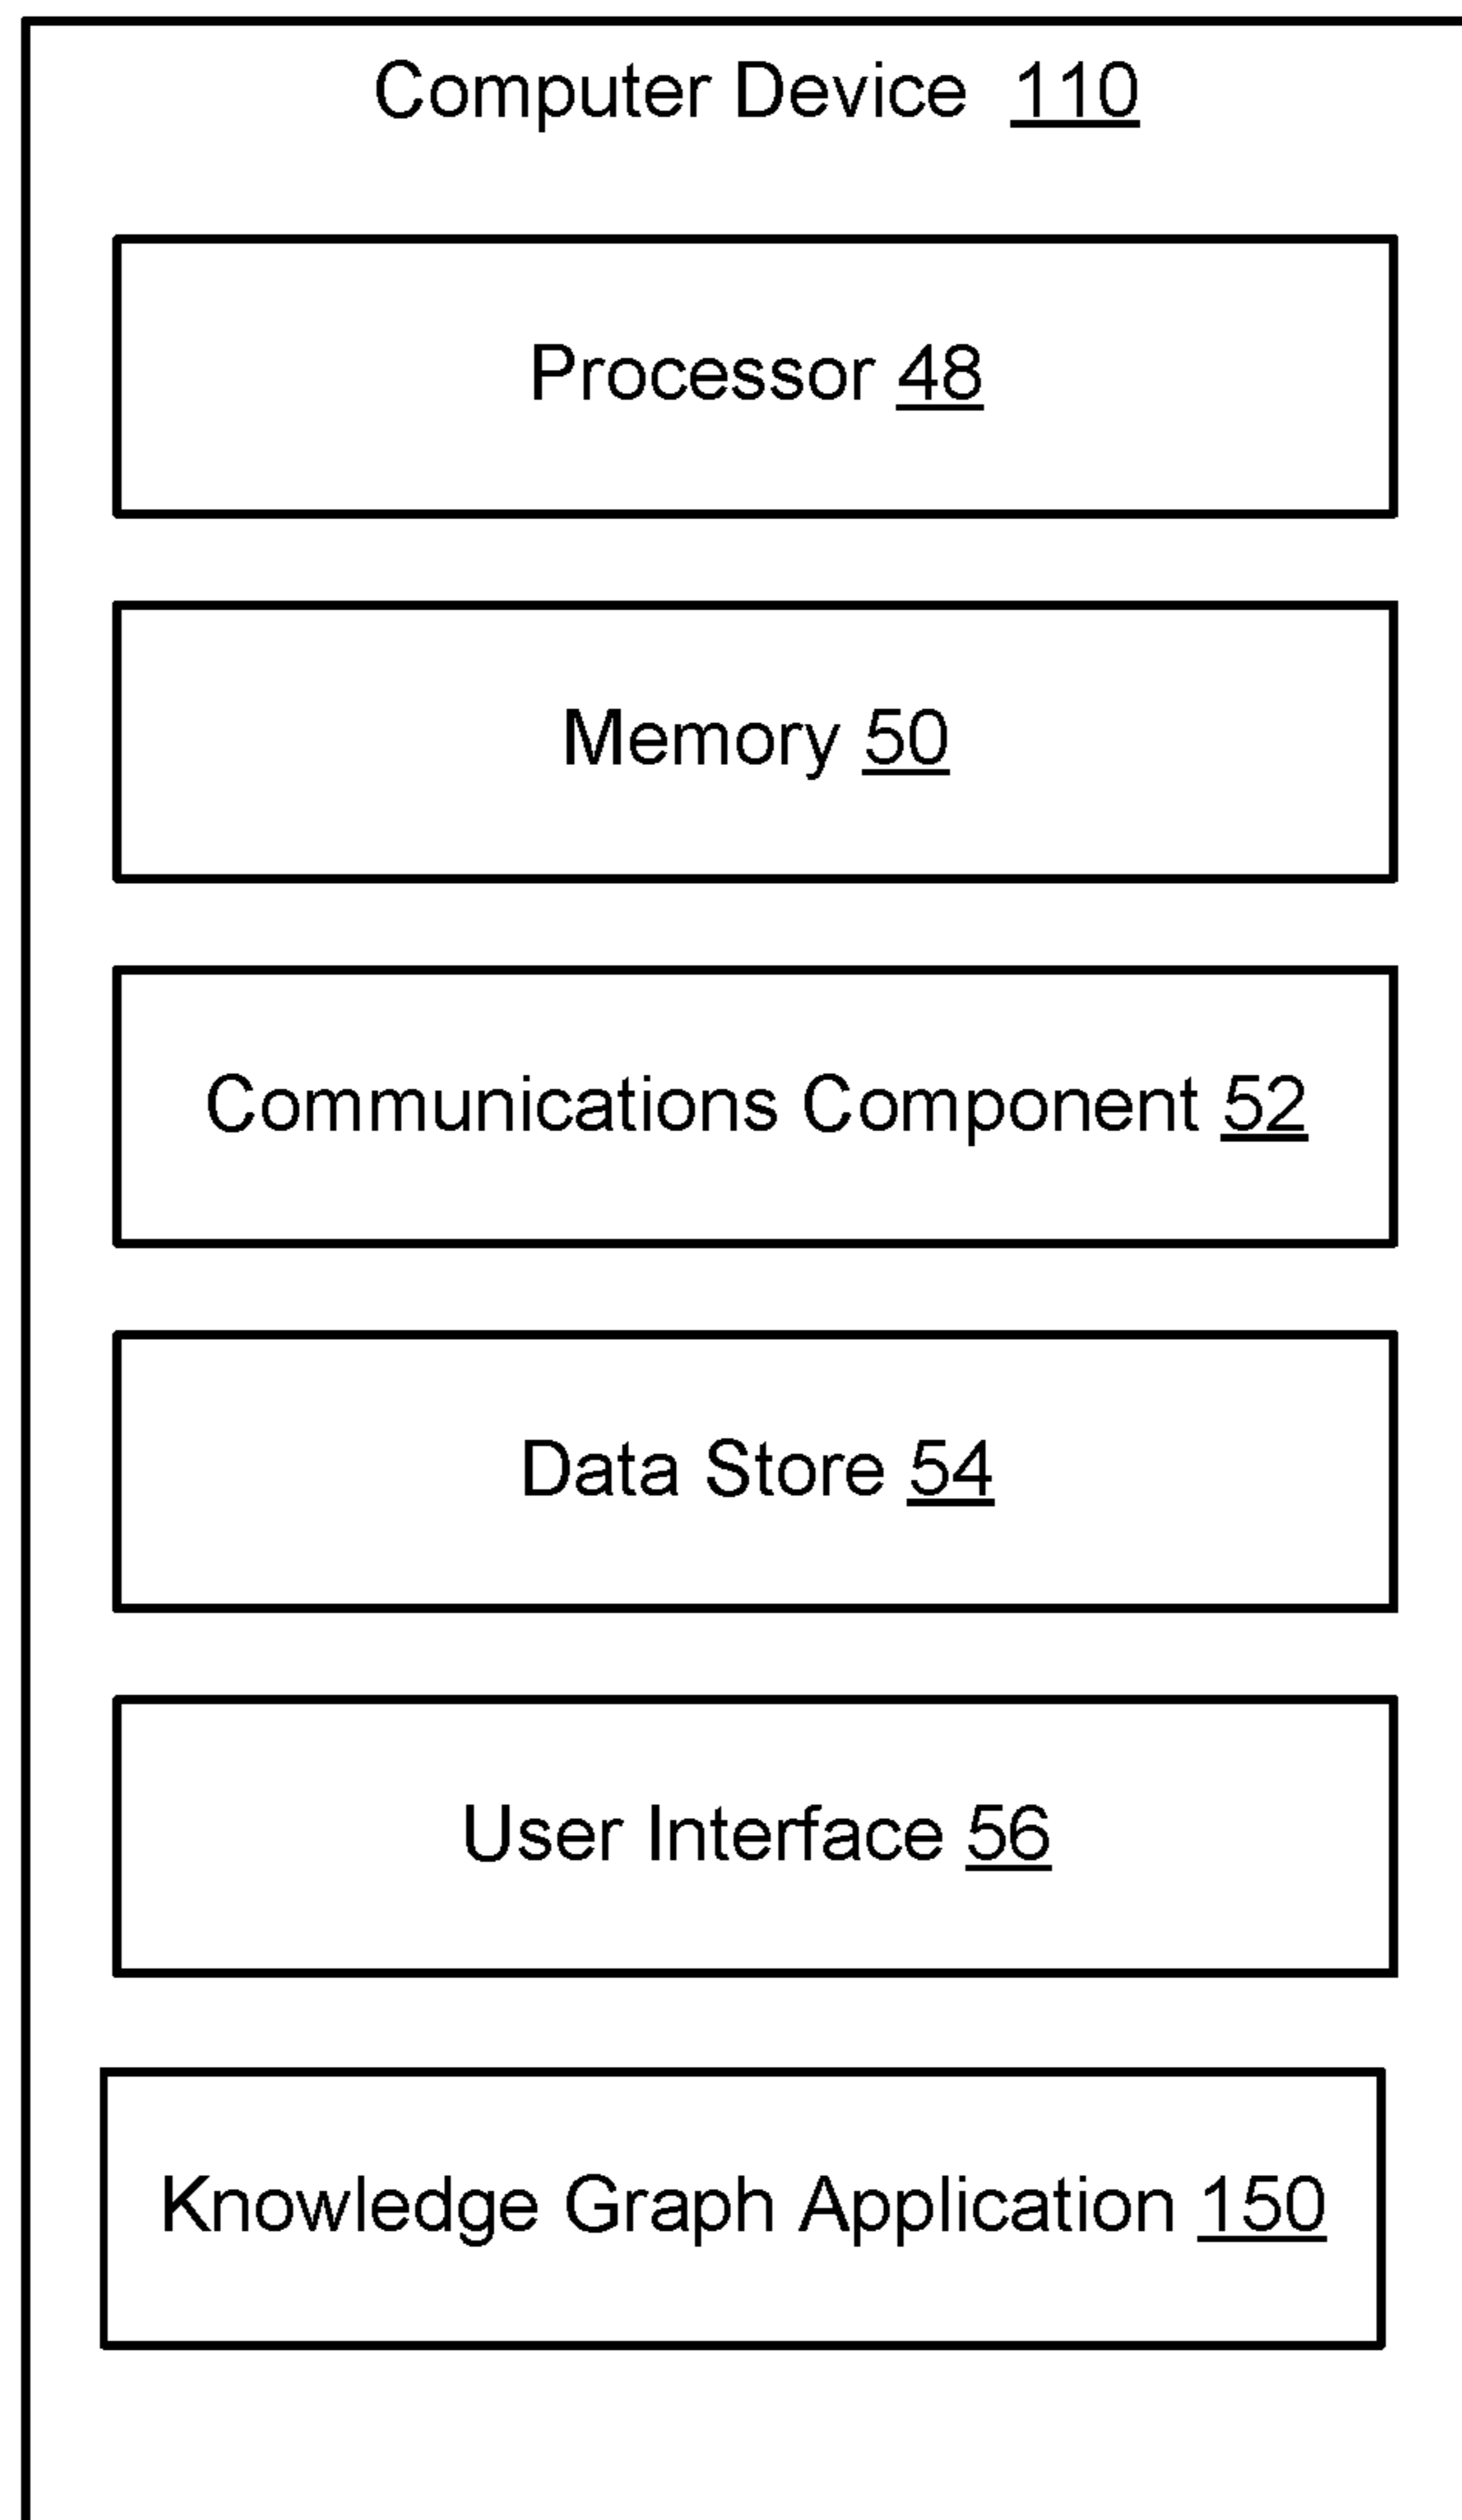 Computer Device 110
Processor 48
Memory 50
Communications Component 52
Data Store 54
User Interface 56
Knowledge Graph Application 150